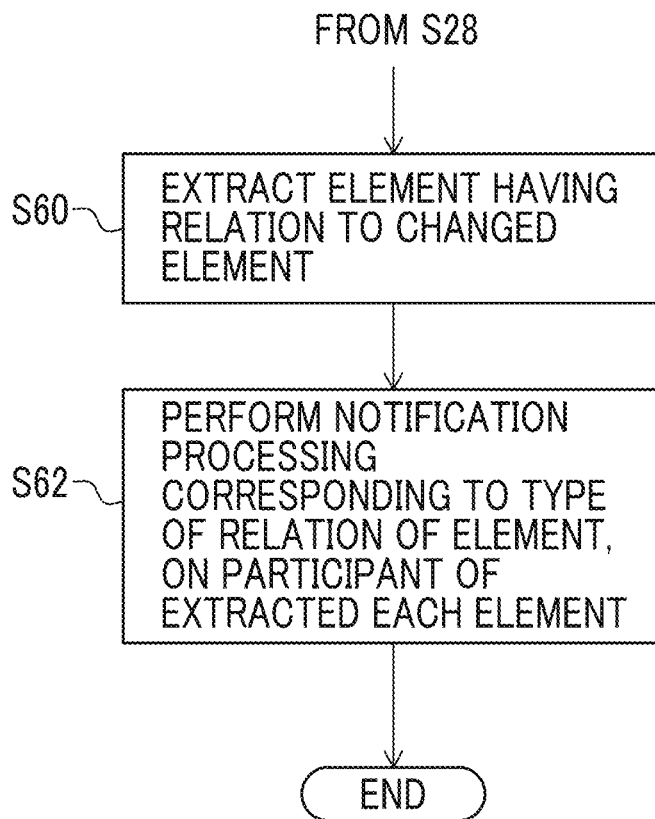 FROM S28
S60
EXTRACT ELEMENT HAVING
RELATION TO CHANGED
ELEMENT
S62
PERFORM NOTIFICATION
PROCESSING
CORRESPONDING TO TYPE
OF RELATION OF ELEMENT,
ON PARTICIPANT OF
EXTRACTED EACH ELEMENT
END